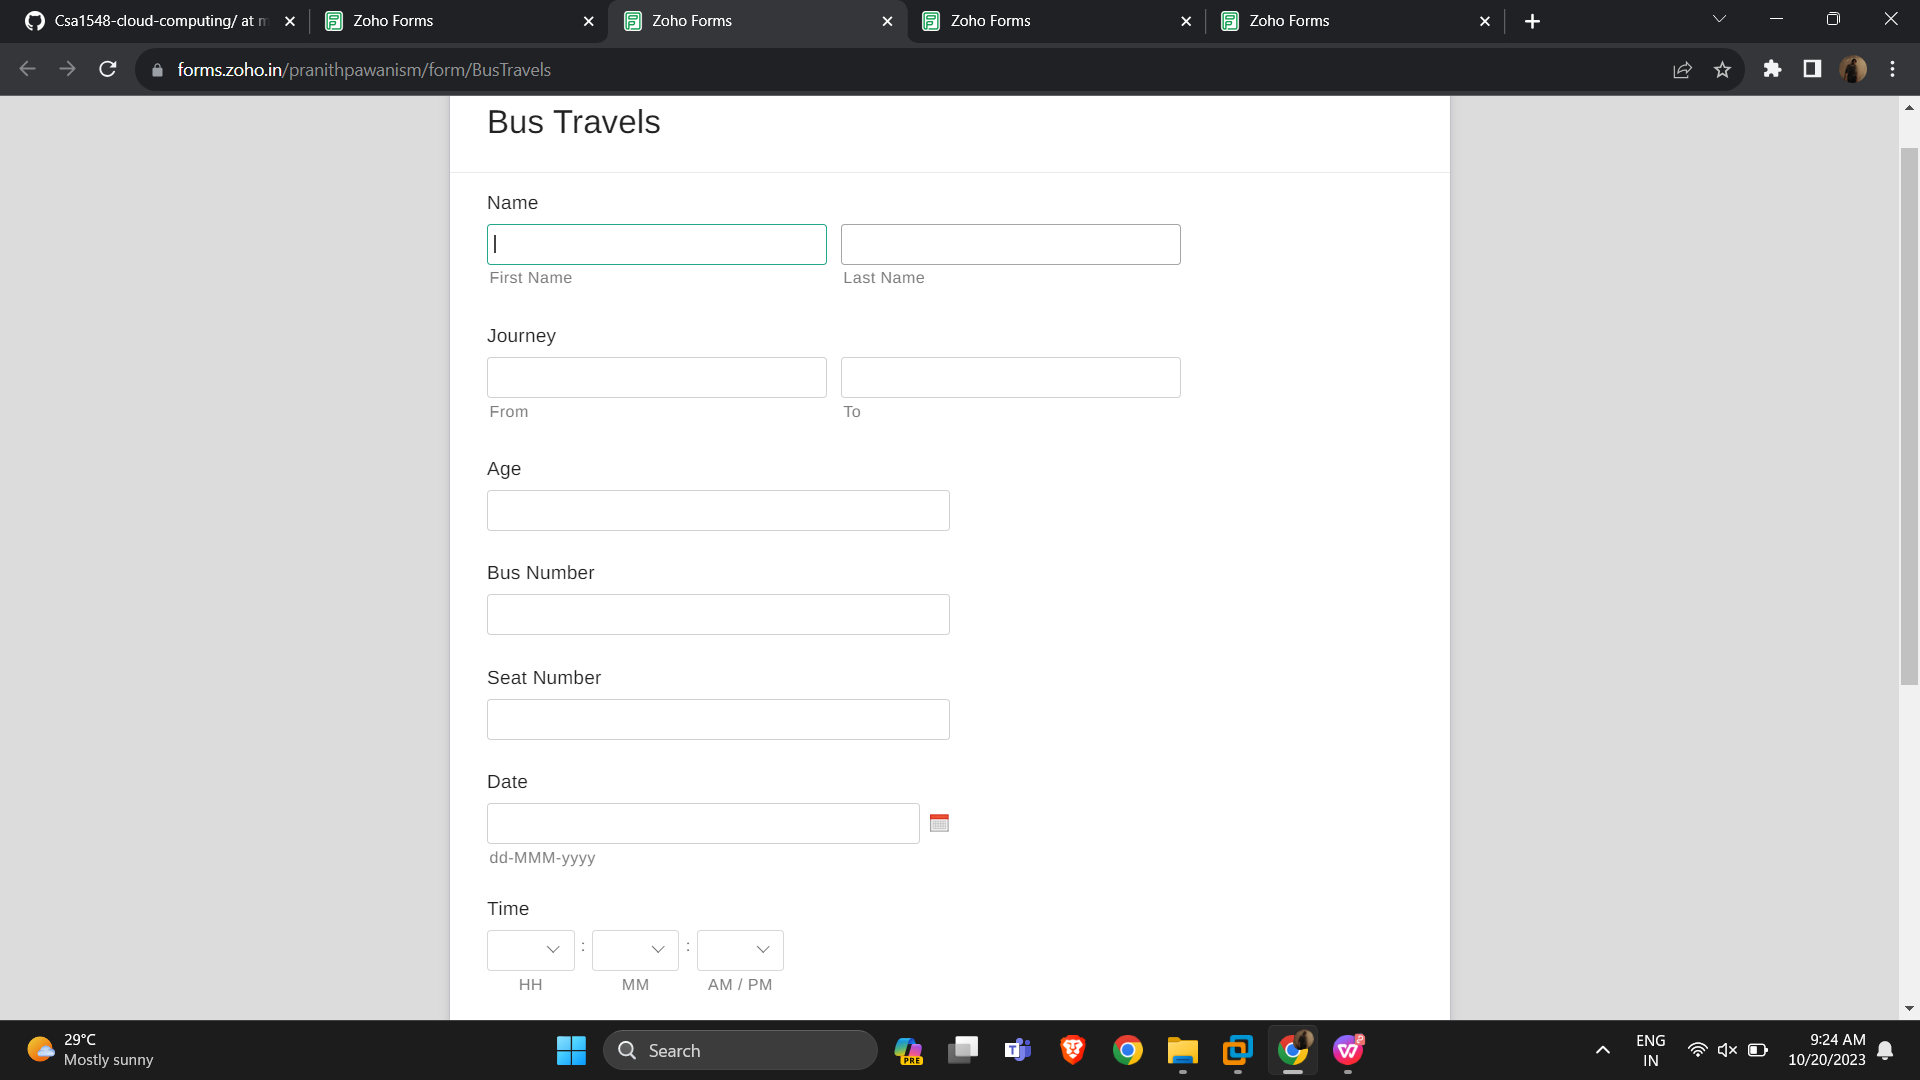 Csa1548-cloud-computing/ at m
Zoho Forms
Zoho Forms
Zoho Forms
Zoho Forms
forms.zoho.in/pranithpawanism/form/BusTravels
Bus Travels
Name
First Name Last Name
Journey
From To
Age
Bus Number
Seat Number
Date
dd-MMM-yyyy
Time
: :
HH MM AM / PM
29°C
Mostly sunny
Search
PRE
ENG
IN
9:24 AM
10/20/2023